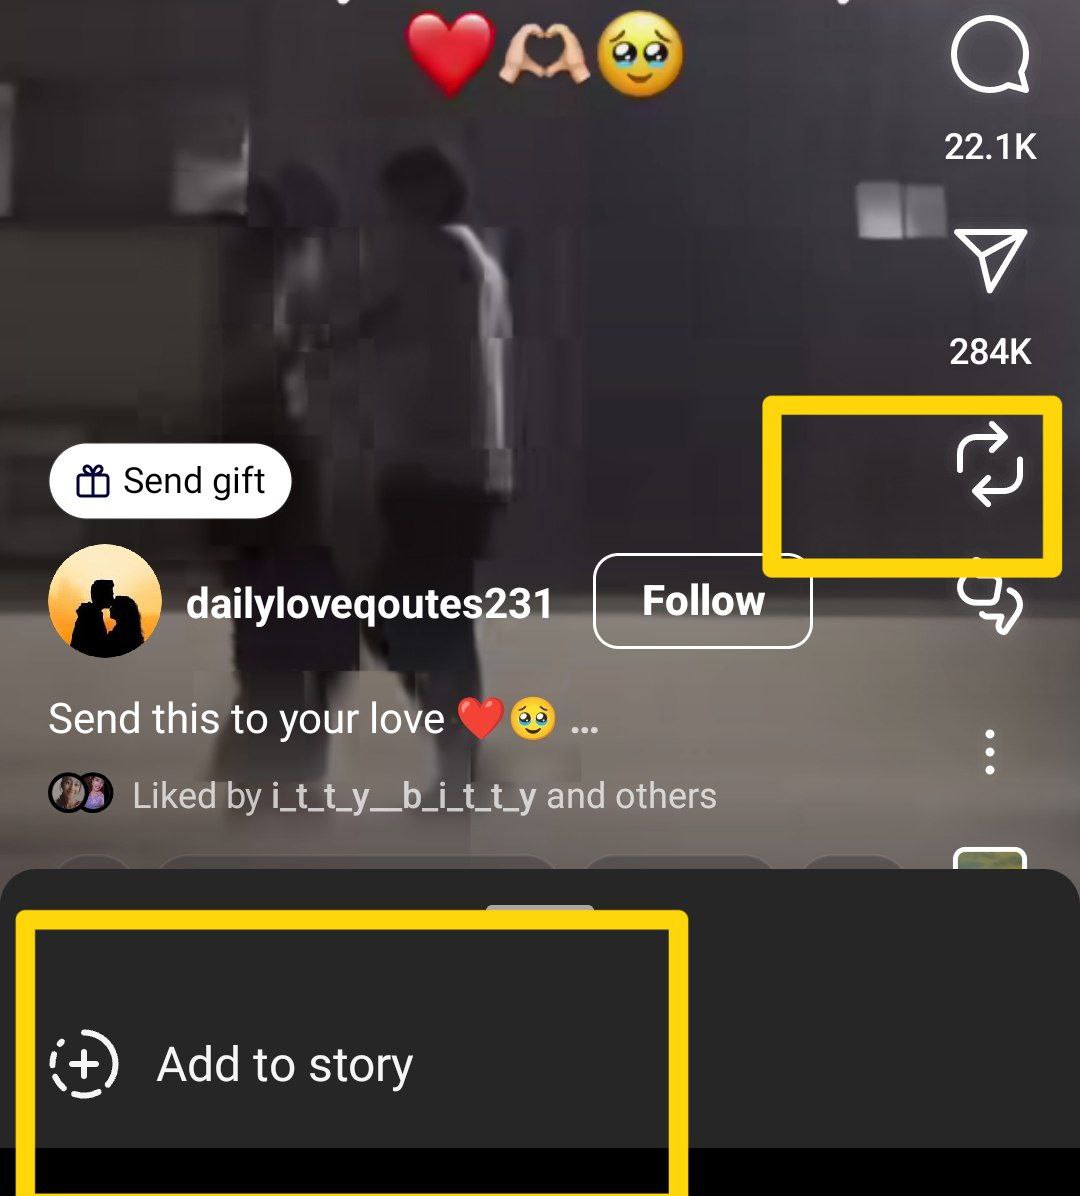 ❤️🫶🏻🥹
22.1K
284K
Send gift
dailyloveqoutes231
Follow
Send this to your love ❤️🥹 ...
Liked by i_t_t_y__b_i_t_t_y and others
Add to story